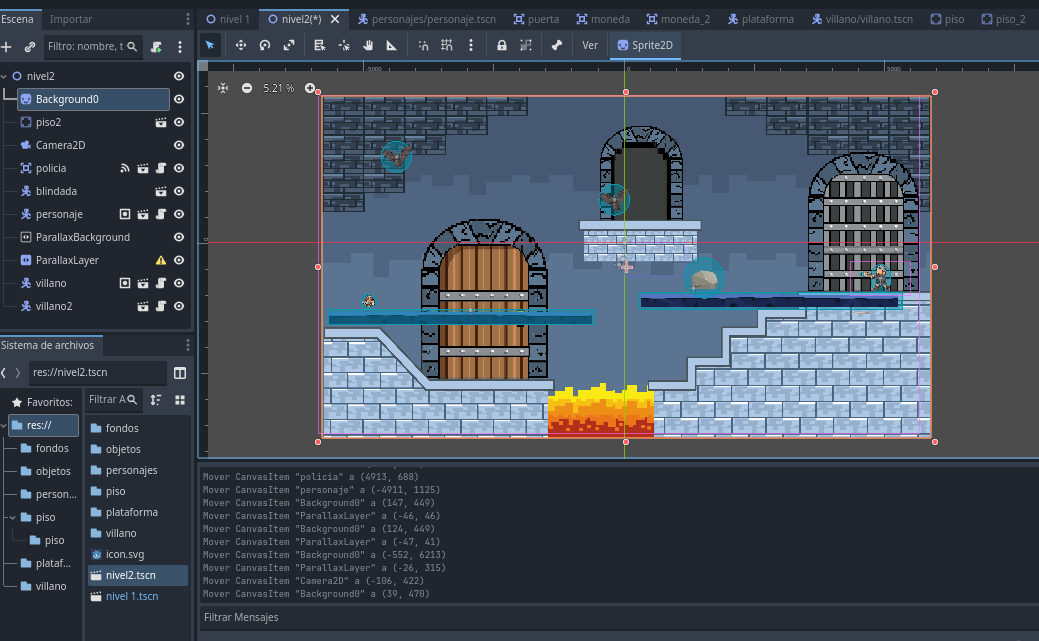 Escena
Importar
nivel 1
nivel2(*)
personajes/personaje.tscn
puerta
moneda
moneda_2
plataforma
villano/villano.tscn
piso
piso_2
Filtro: nombre, t
Ver
Sprite2D
nivel2
Background0
piso2
Camera2D
policia
blindada
personaje
ParallaxBackground
ParallaxLayer
villano
villano2
-5000
0
5000
5.21 %
0
Sistema de archivos
res://nivel2.tscn
Favoritos:
res://
fondos
objetos
person...
piso
piso
plataf...
villano
Filtrar A
fondos
objetos
personajes
piso
plataforma
villano
icon.svg
nivel2.tscn
nivel 1.tscn
Mover CanvasItem "policia" a (4913, 688)
Mover CanvasItem "personaje" a (-4911, 1125)
Mover CanvasItem "Background0" a (147, 449)
Mover CanvasItem "ParallaxLayer" a (-46, 46)
Mover CanvasItem "Background0" a (124, 449)
Mover CanvasItem "ParallaxLayer" a (-47, 41)
Mover CanvasItem "Background0" a (-552, 6213)
Mover CanvasItem "ParallaxLayer" a (-26, 315)
Mover CanvasItem "Camera2D" a (-106, 422)
Mover CanvasItem "Background0" a (39, 470)
Filtrar Mensajes